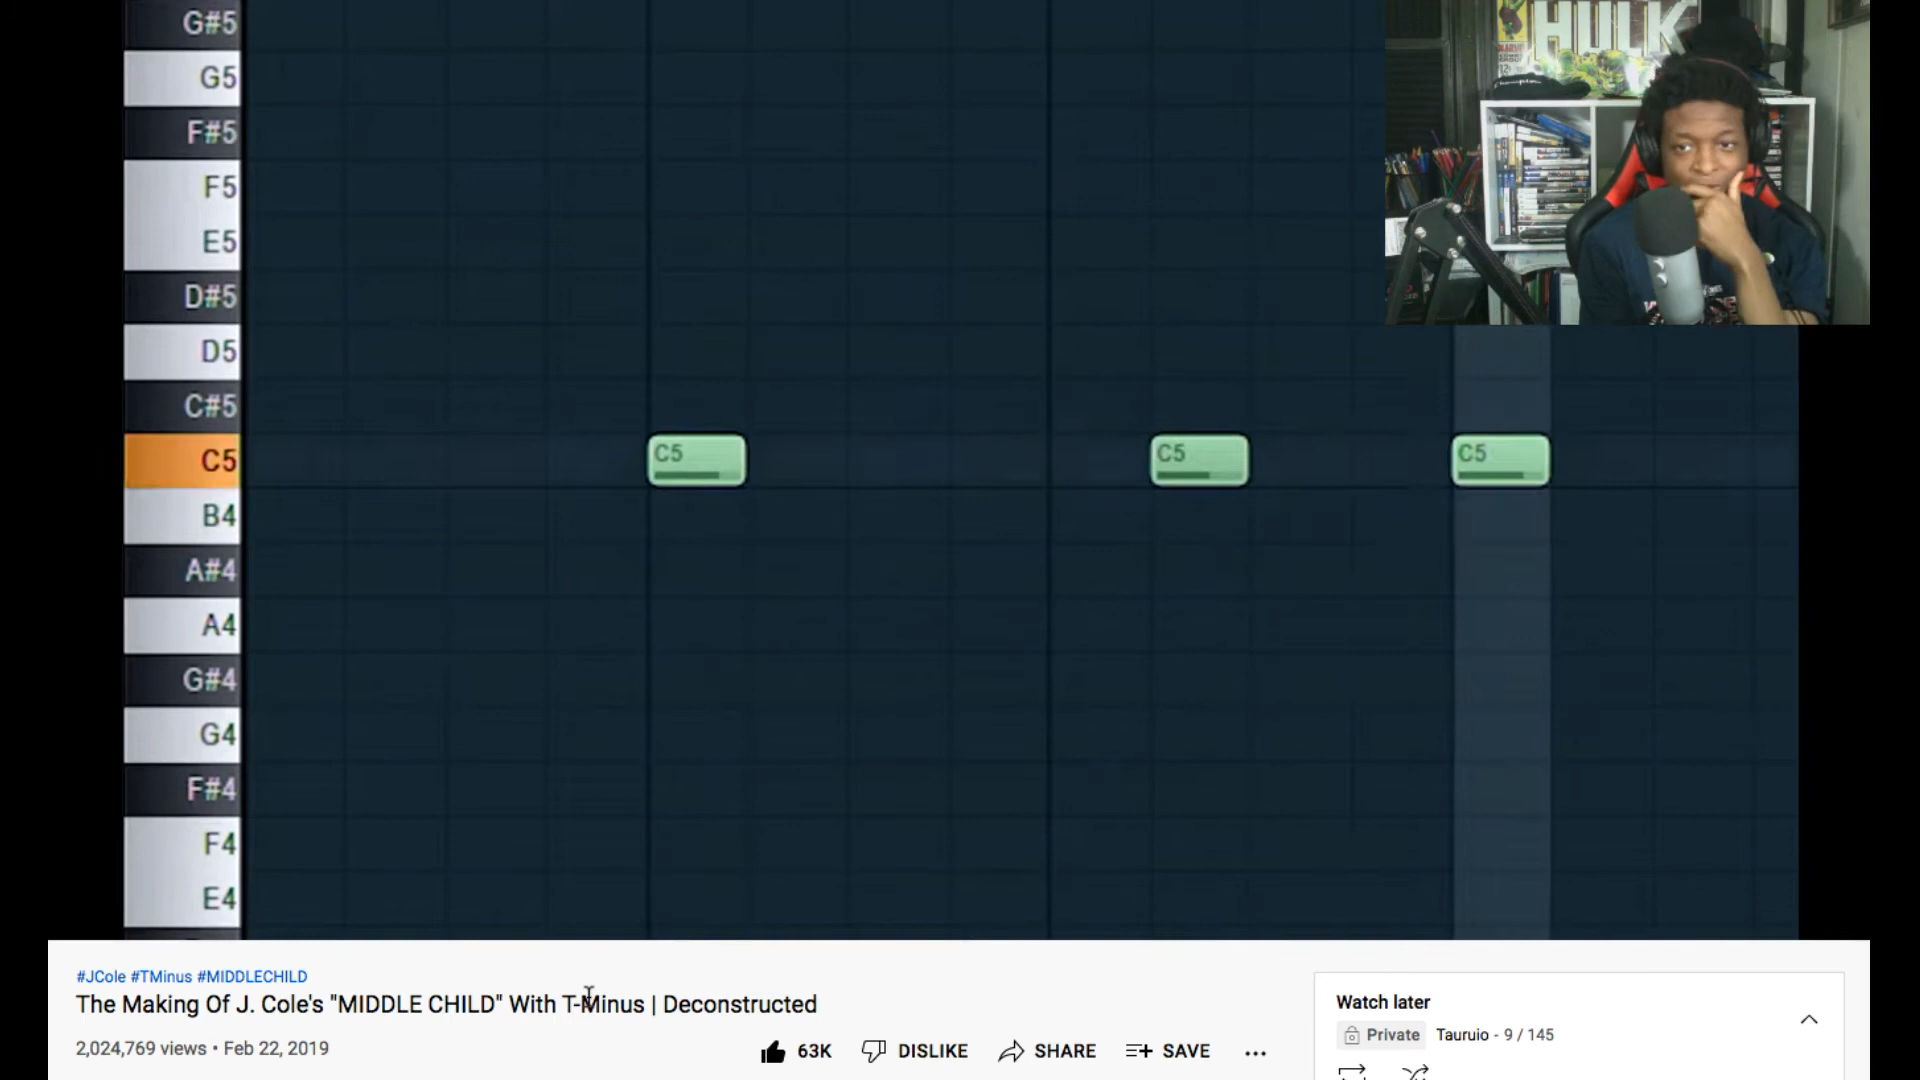 G#5
G5
F#5
F5
E5
D#5
D5
C#5
C5
C5
C5
C5
B4
A#4
A4
G#4
G4
F#4
F4
E4
HULK
#JCole #TMinus #MIDDLECHILD
The Making Of J. Cole's "MIDDLE CHILD" With T-Minus | Deconstructed
2,024,769 views • Feb 22, 2019
63K
DISLIKE
SHARE
SAVE
Watch later
Private
Tauruio - 9 / 145